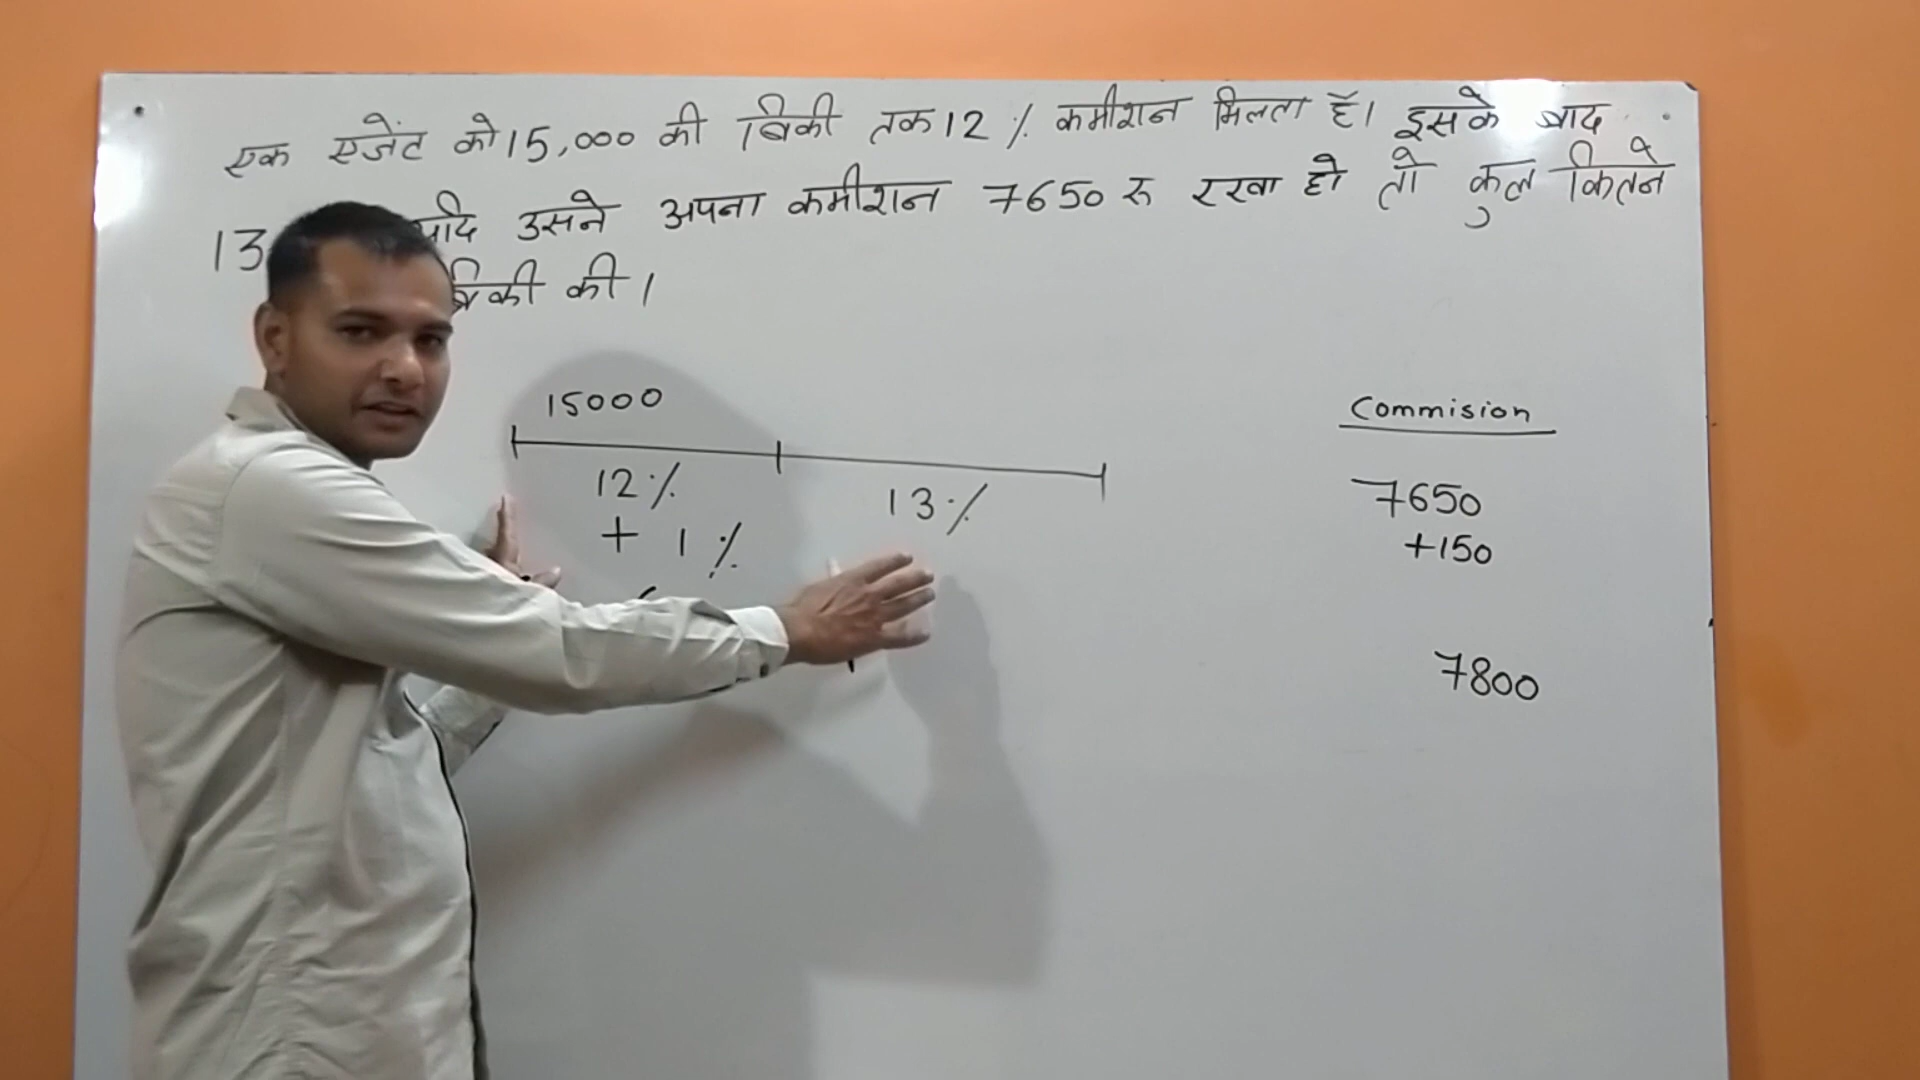 एक एजेंट को 15,000 की बिकी तक 12 % कमीशन मिलता है। इसके बाद
13 यदि उसने अपना कमीशन 7650 रु रखा हो तो कुल कितने
बिकी की।
15000
12 %
+ 1 %
13 %
Commision
7650
+150
7800